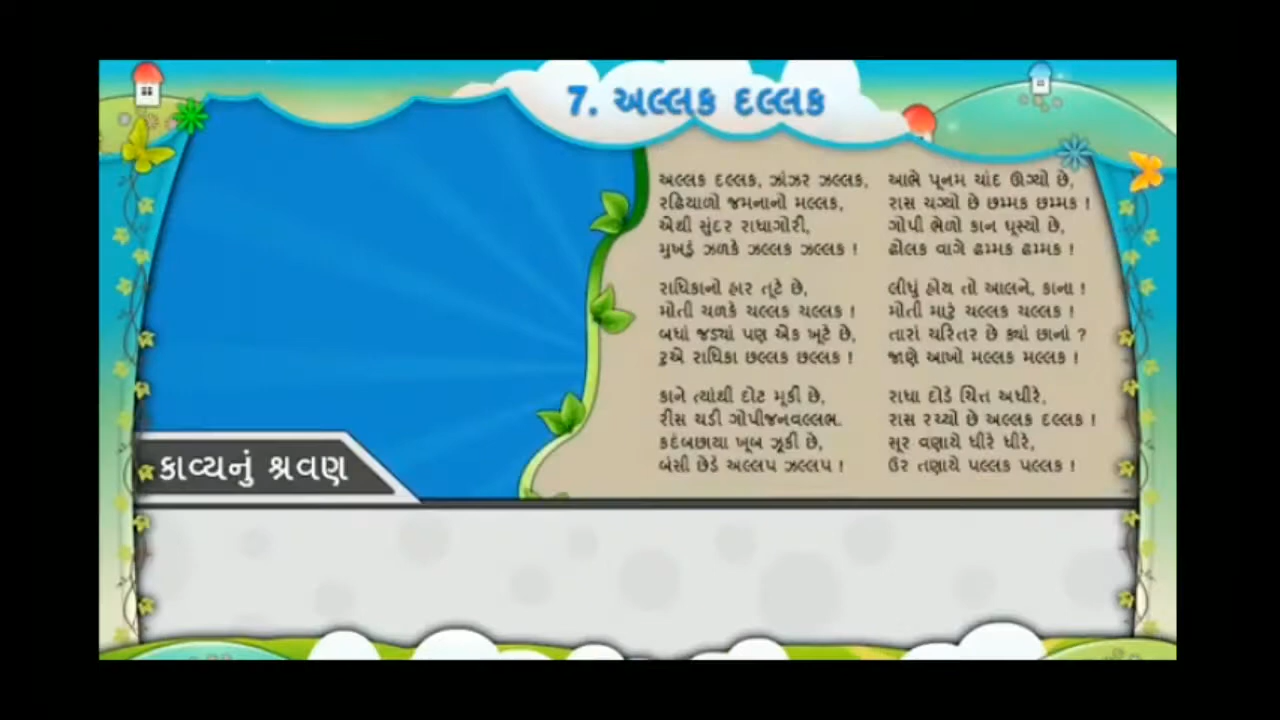 7. અલ્લક દલ્લક
અલ્લક દલ્લક, ઝાંઝર ઝલ્લક,
રઢિયાળો જમનાનો મલ્લક,
એથી સુંદર રાધાગોરી,
મુખડું ઝળકે ઝલ્લક ઝલ્લક !
રાધિકાનો હાર તૂટે છે,
મોતી ચળકે ચલ્લક ચલ્લક !
બધાં જડ્યાં પણ એક ખૂટે છે,
રુએ રાધિકા છલ્લક છલ્લક !
કાને ત્યાંથી દોટ મૂકી છે,
રીસ ચડી ગોપીજનવલ્લભ.
કદંબછાયા ખૂબ ઝૂકી છે,
બેસી છેડે અલ્લપ ઝલ્લપ !
આભે પૂનમ ચાંદ ઊગ્યો છે,
રાસ ચગ્યો છે છમ્મક છમ્મક !
ગોપી ભેળો કાન ઘૂસ્યો છે,
ઢોલક વાગે ઢમ્મક ઢમ્મક !
લીધું હોય તો આલને, કાના !
મોતી મારું ચલ્લક ચલ્લક !
તારાં ચરિતર છે ક્યાં છાનાં ?
જાણે આખો મલ્લક મલ્લક !
રાધા દોડે ચિત્ત અધીરે,
રાસ રચ્યો છે અલ્લક દલ્લક !
સૂર વણાયે ધીરે ધીરે,
ઉર તણાયે પલ્લક પલ્લક !
કાવ્યનું શ્રવણ